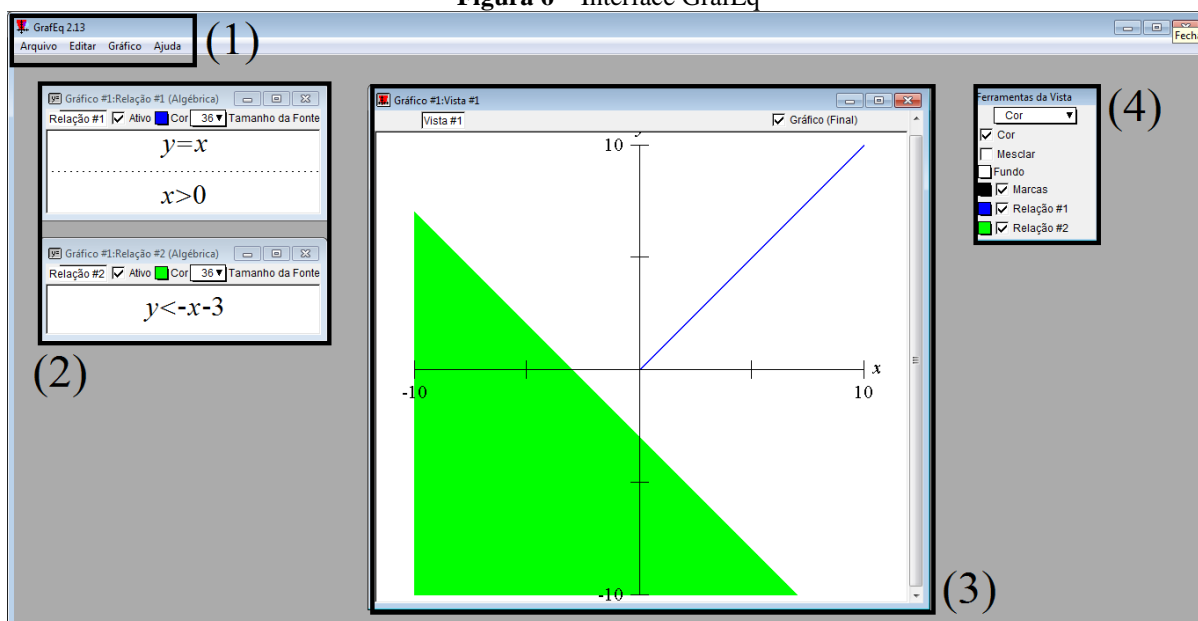 Figura 6 Interface GrafEq
GrafEq 2.13
Arquivo Editar Gráfico Ajuda
(1)
Fecha
Gráfico #1:Relação #1 (Algébrica)
Relação #1 Ativo Cor 36 Tamanho da Fonte
y=x
x>0
Gráfico #1:Relação #2 (Algébrica)
Relação #2 Ativo Cor 36 Tamanho da Fonte
y<-x-3
(2)
Gráfico #1:Vista #1
Vista #1 Gráfico (Final)
y
10
x
-10
10
-10
(3)
Ferramentas da Vista
Cor
Cor
Mesclar
Fundo
Marcas
Relação #1
Relação #2
(4)